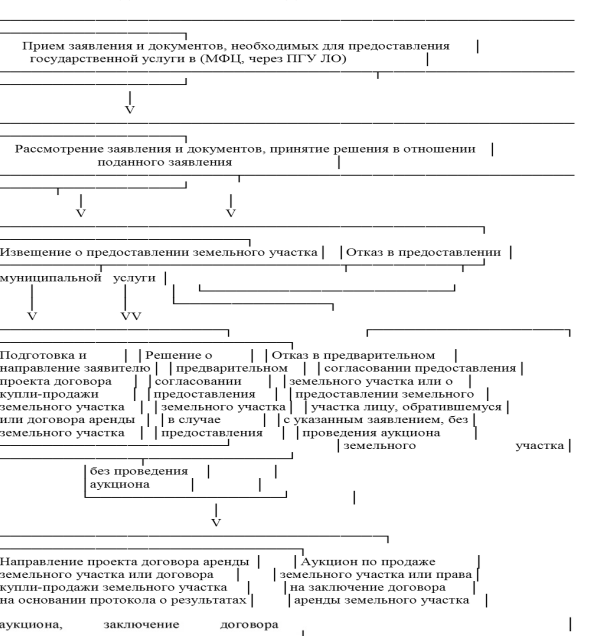 Прием заявления и документов, необходимых для предоставления
государственной услуги в (МФЦ, через ПГУ ЛО)
V
Рассмотрение заявления и документов, принятие решения в отношении
поданного заявления
V V
Извещение о предоставлении земельного участка Отказ в предоставлении
муниципальной услуги
V VV
Подготовка и Решение о Отказ в предварительном
направление заявителю предварительном согласовании предоставления
проекта договора согласовании земельного участка или о
купли-продажи предоставления предоставлении земельного
земельного участка земельного участка участка лицу, обратившемуся
или договора аренды в случае с указанным заявлением, без
земельного участка предоставления проведения аукциона
земельного участка
без проведения
аукциона
V
Направление проекта договора аренды Аукцион по продаже
земельного участка или договора земельного участка или права
купли-продажи земельного участка на заключение договора
на основании протокола о результатах аренды земельного участка
аукциона, заключение договора